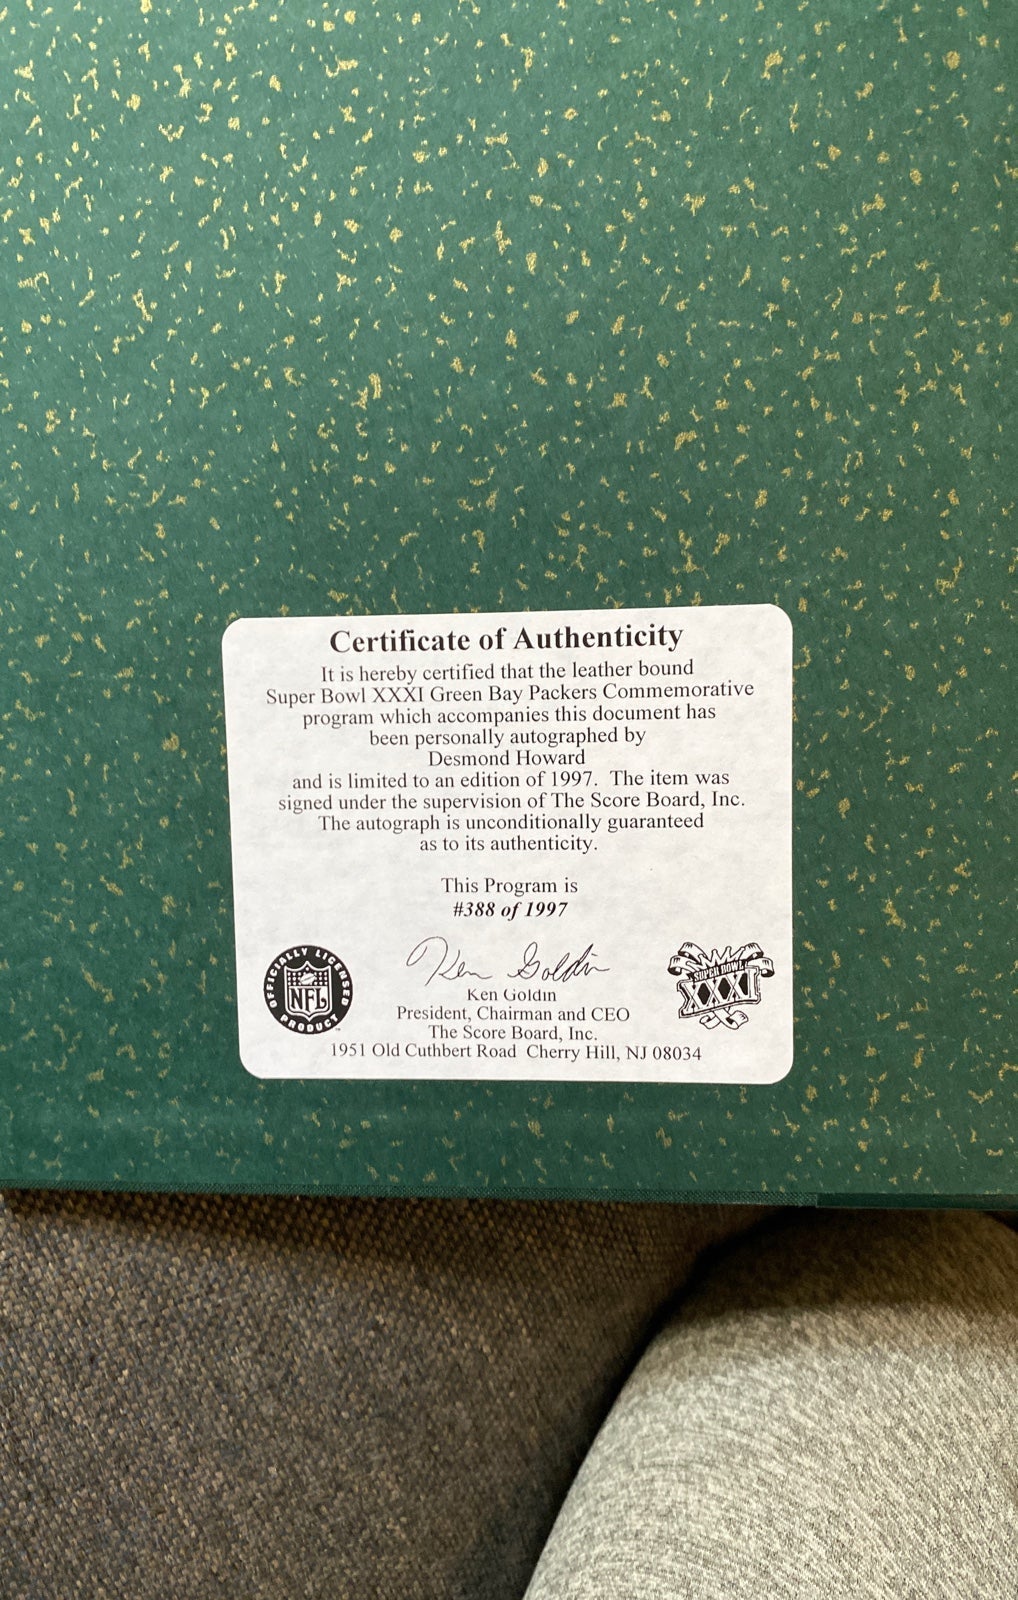 Certificate of Authenticity
It is hereby certified that the leather bound
Super Bowl XXXI Green Bay Packers Commemorative
program which accompanies this document has
been personally autographed by
Desmond Howard
and is limited to an edition of 1997.  The item was
signed under the supervision of The Score Board, Inc.
The autograph is unconditionally guaranteed
as to its authenticity.
This Program is
#388 of 1997
OFFICIALLY LICENSED
NFL
PRODUCT
™
Ken Goldin
SUPER BOWL
XXXI
Ken Goldin
President, Chairman and CEO
The Score Board, Inc.
1951 Old Cuthbert Road  Cherry Hill, NJ 08034